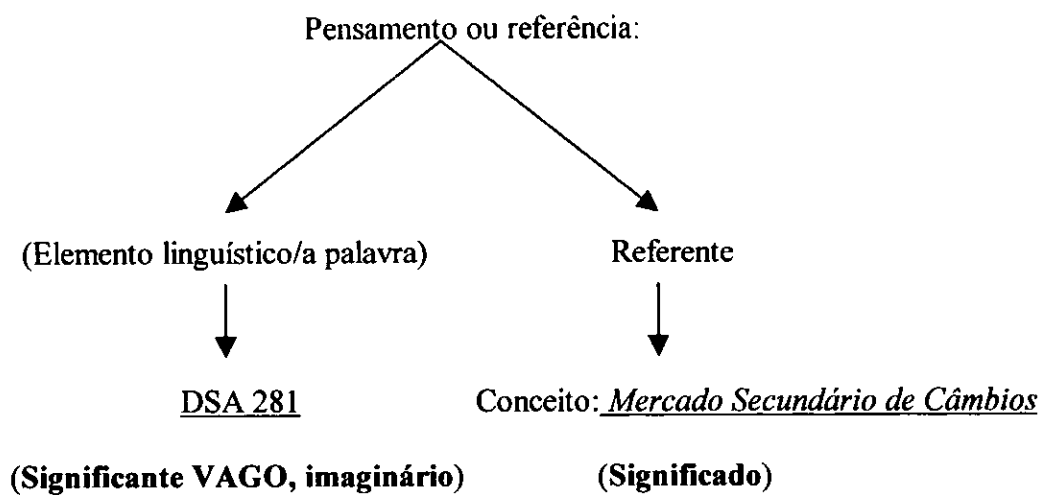 Pensamento ou referência:
(Elemento linguístico/a palavra) Referente
DSA 281 Conceito: Mercado Secundário de Câmbios
(Significante VAGO, imaginário) (Significado)